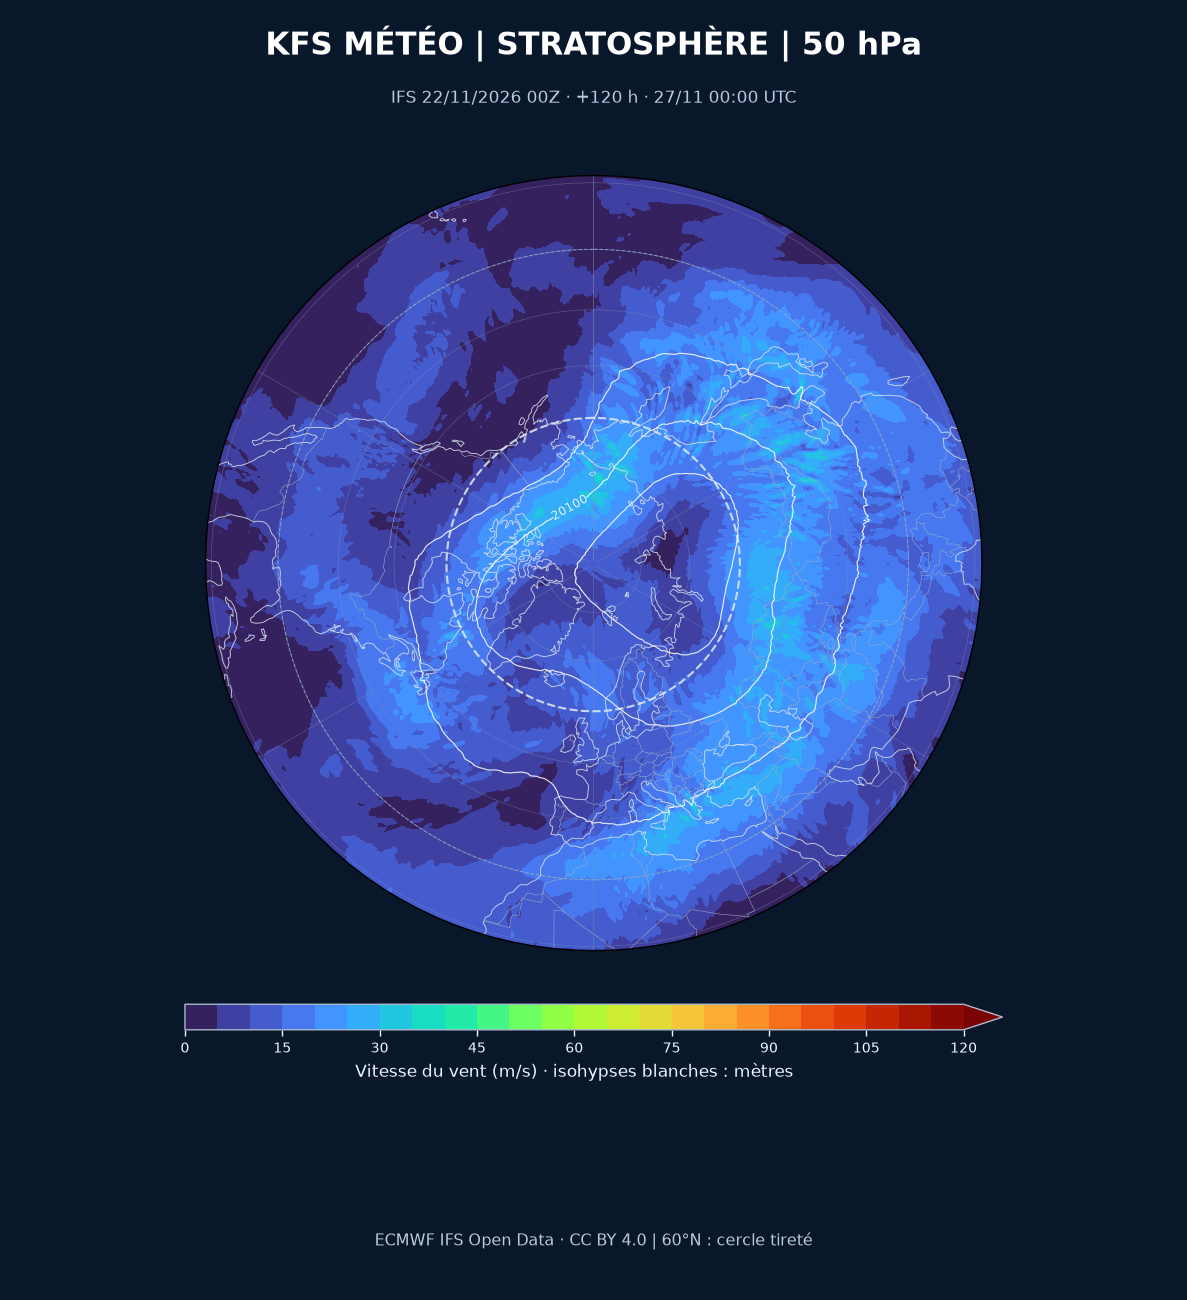 KFS MÉTÉO | STRATOSPHÈRE | 50 hPa
IFS 22/11/2026 00Z · +120 h · 27/11 00:00 UTC
20100
0 15 30 45 60 75 90 105 120
Vitesse du vent (m/s) · isohypses blanches : mètres
ECMWF IFS Open Data · CC BY 4.0 | 60°N : cercle tireté